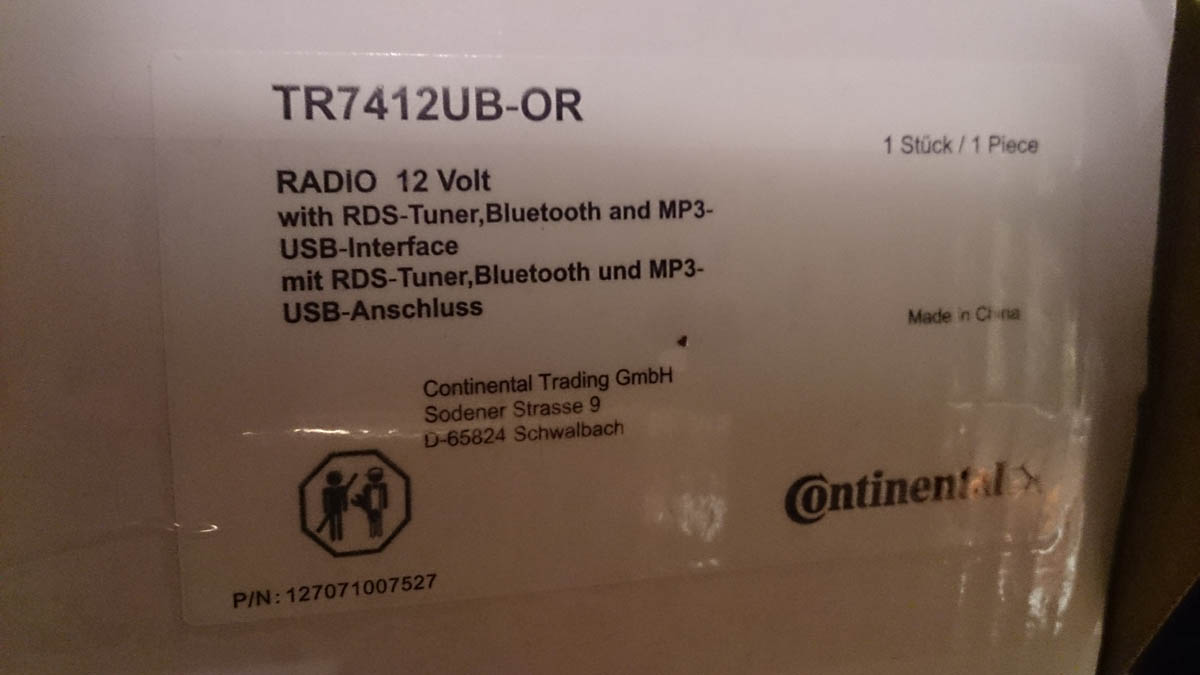 TR7412UB-OR
1 Stück / 1 Piece
RADIO 12 Volt
with RDS-Tuner,Bluetooth and MP3-
USB-Interface
mit RDS-Tuner,Bluetooth und MP3-
USB-Anschluss
Made in China
Continental Trading GmbH
Sodener Strasse 9
D-65824 Schwalbach
Continental
P/N: 127071007527